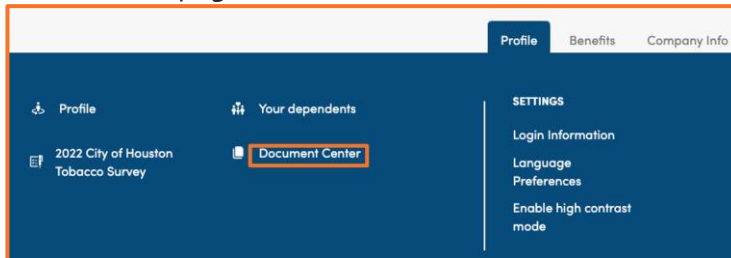 Profile Benefits Company Info
Profile
Your dependents
2022 City of Houston
Tobacco Survey
Document Center
SETTINGS
Login Information
Language
Preferences
Enable high contrast
mode